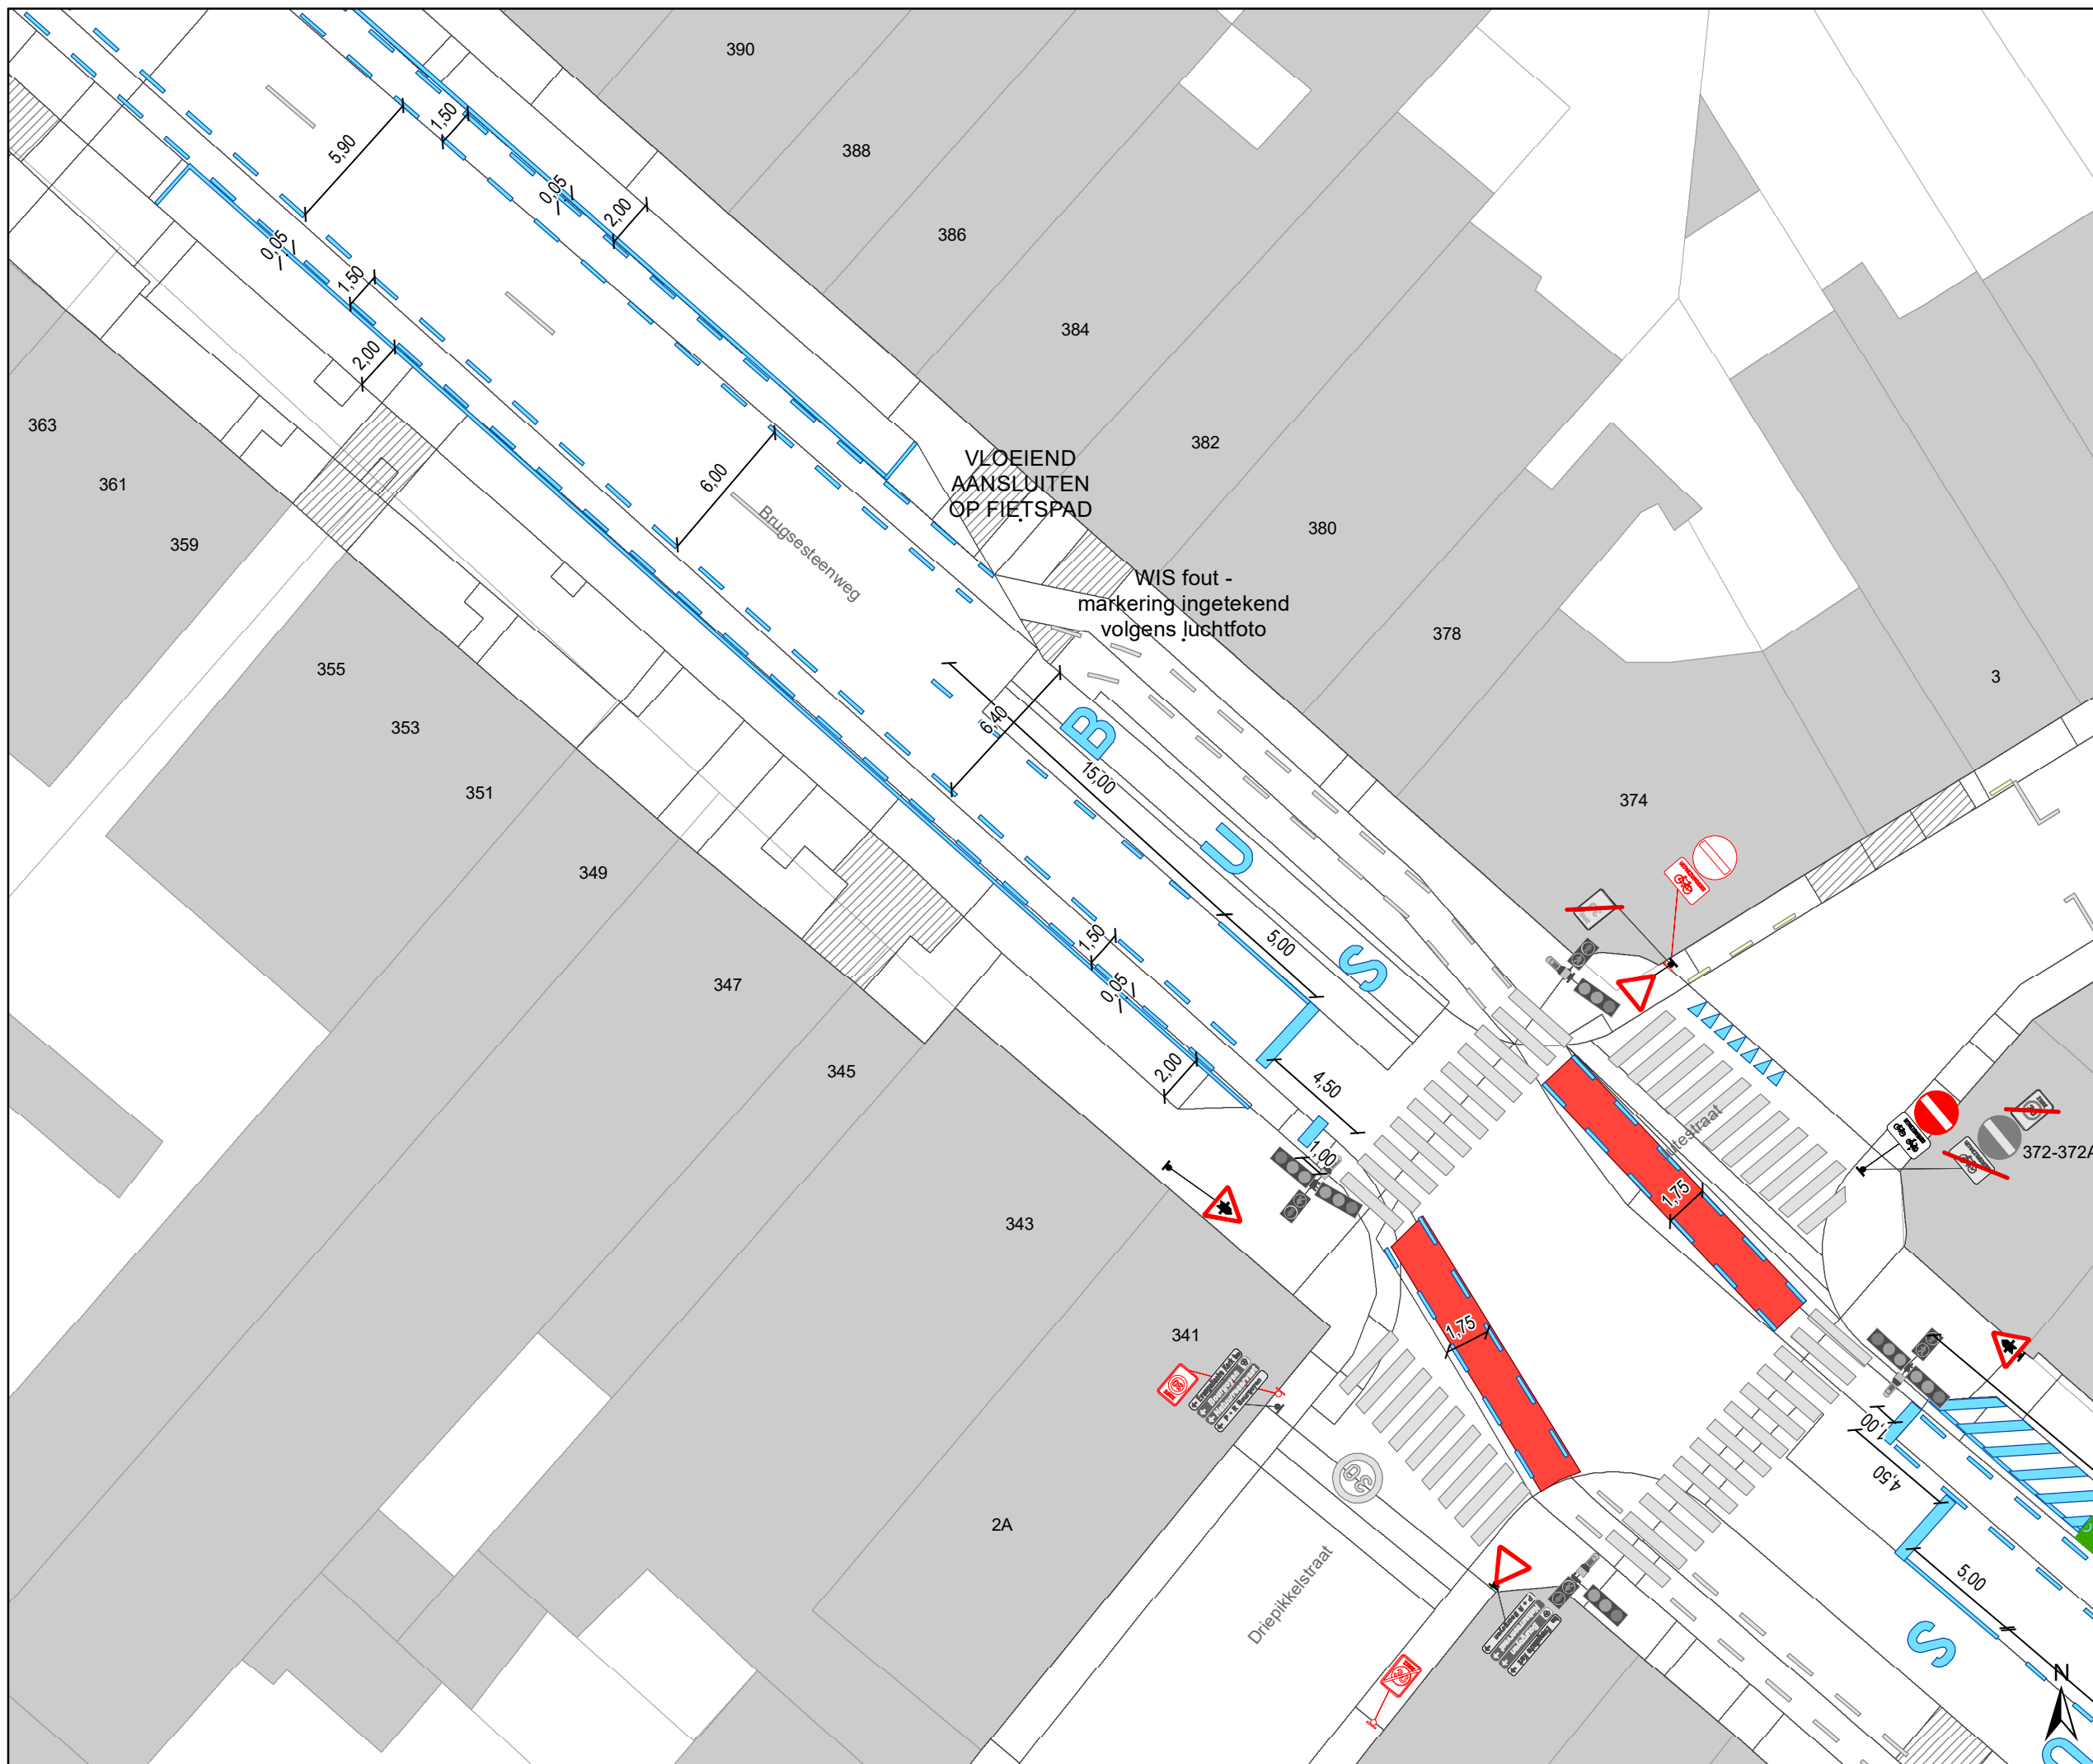 390
388
386
384
382
380
378
3
374
5,90
1,50
0,05
2,00
0,05
1,50
2,00
363
361
359
355
353
351
349
347
345
343
341
2A
VLOEIEND
AANSLUITEN
OP FIETSPAD
WIS fout -
markering ingetekend
volgens luchtfoto
6,00
Brugsesteenweg
6,40
15,00
B
U
S
5,00
1,50
0,05
2,00
4,50
1,00
372-372A
1,75
1,75
30
Driepikkelstraat
1,00
4,50
5,00
S
N